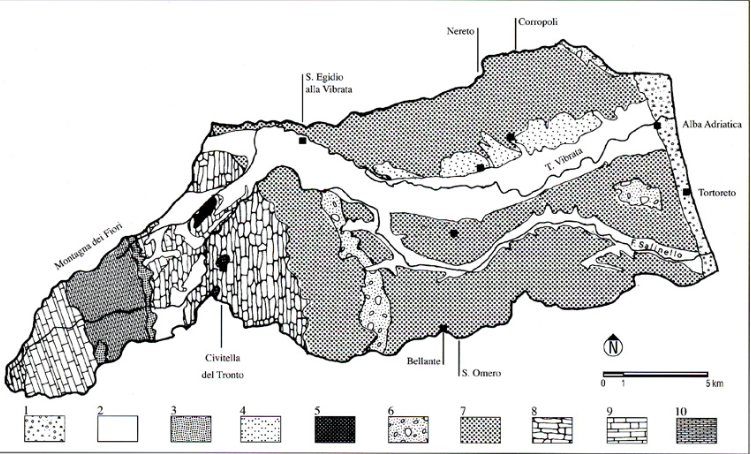 Corropoli
Nereto
S. Egidio
alla Vibrata
Alba Adriatica
T. Vibrata
Tortoreto
Montagna dei Fiori
F. Salinello
Civitella
del Tronto
Bellante
S. Omero
N
0 1 5 km
1 2 3 4 5 6 7 8 9 10